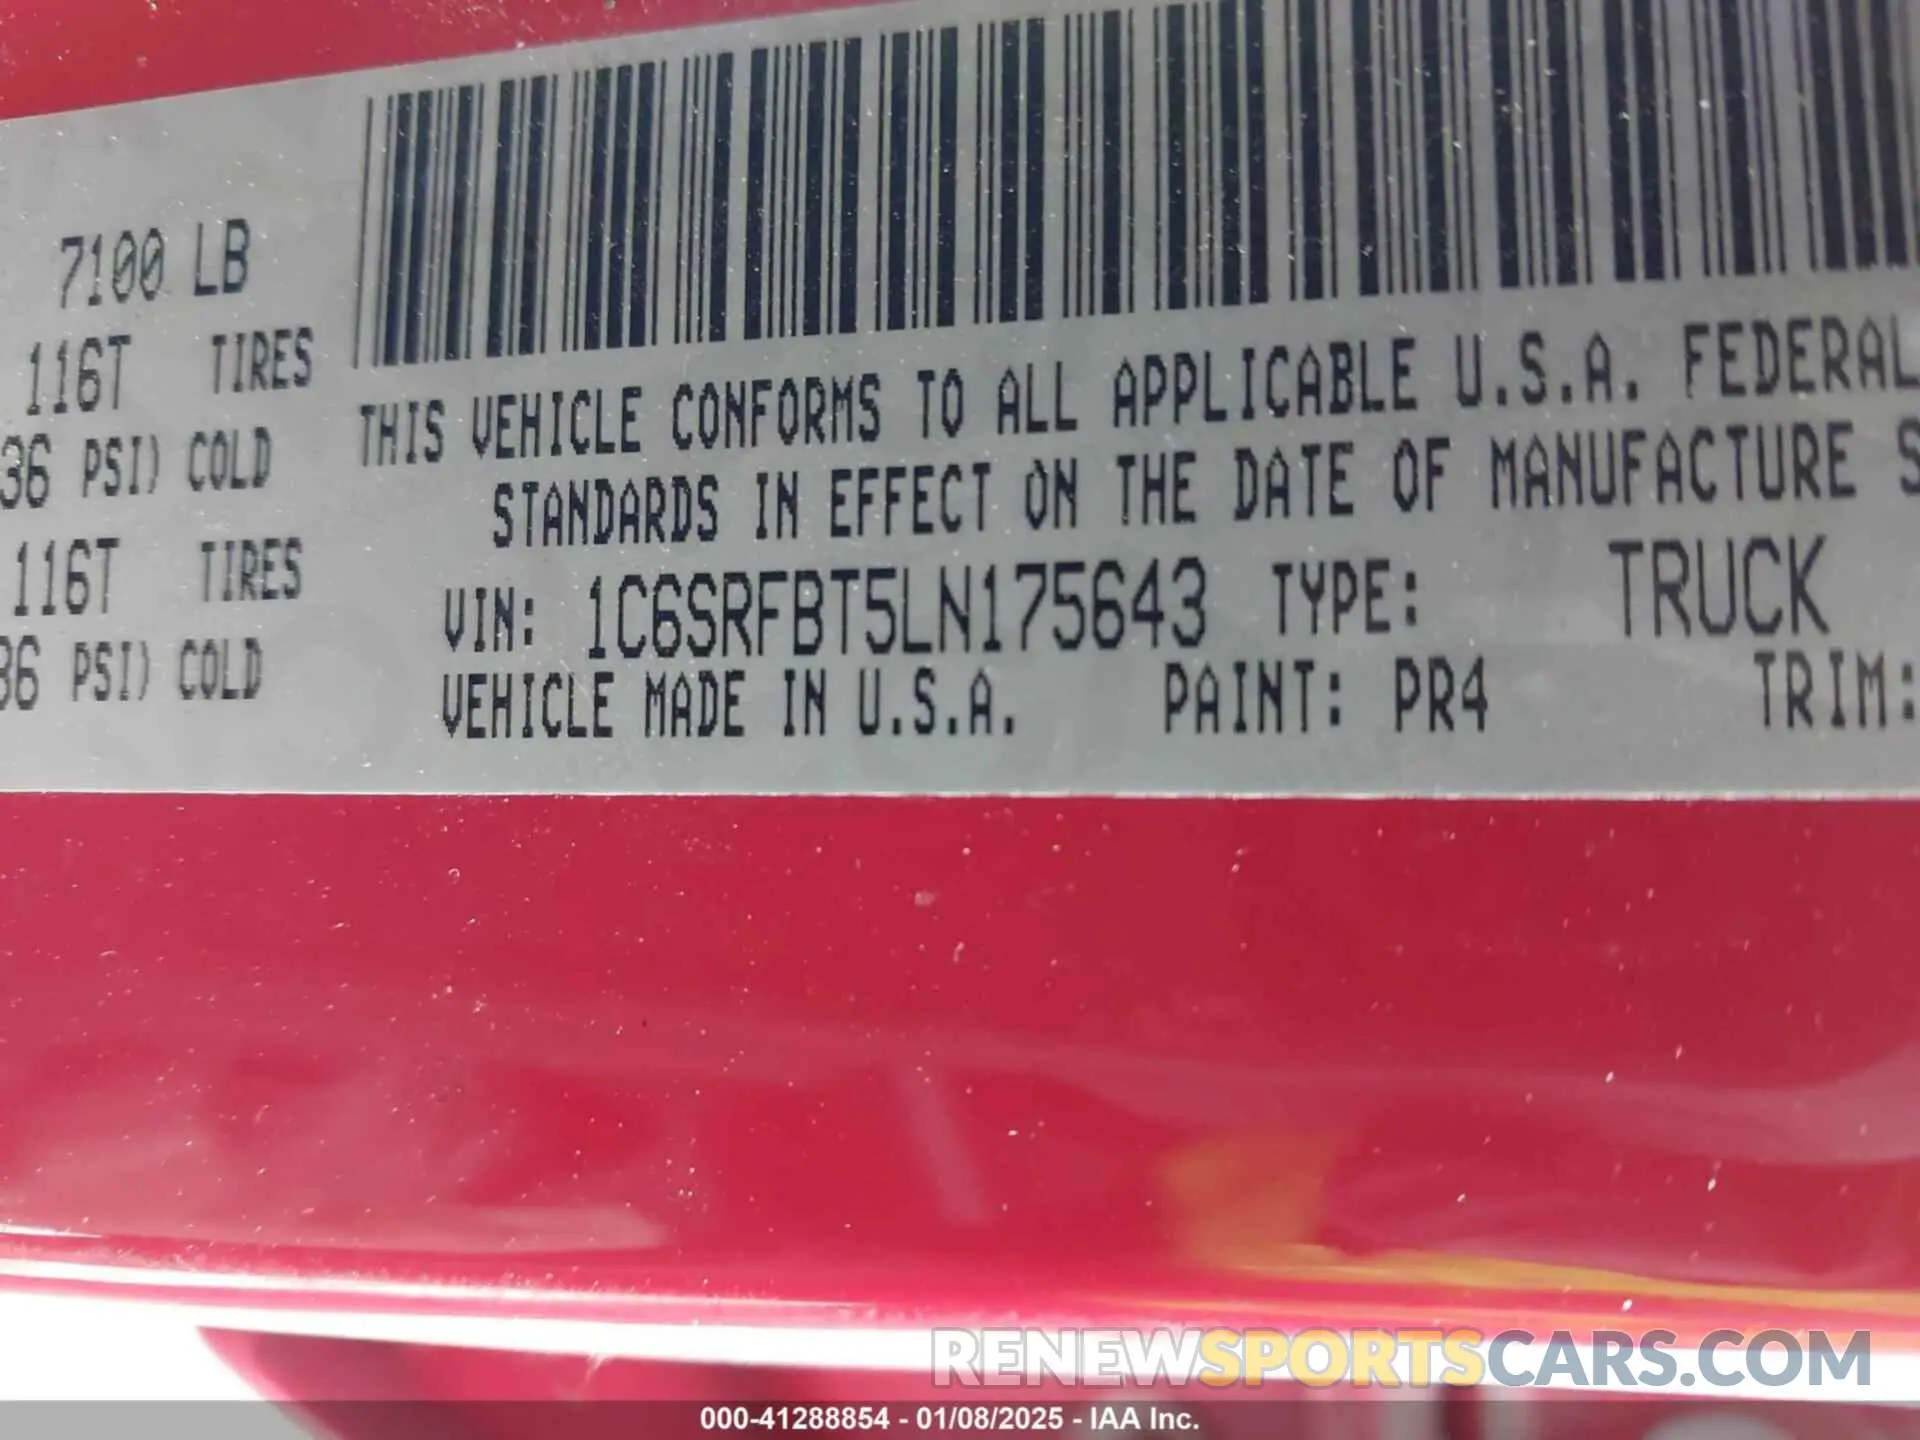 7100 LB
116T TIRES
36 PSI) COLD
116T TIRES
36 PSI) COLD
THIS VEHICLE CONFORMS TO ALL APPLICABLE U.S.A. FEDERAL
STANDARDS IN EFFECT ON THE DATE OF MANUFACTURE S
VIN: 1C6SRFBT5LN175643 TYPE: TRUCK
VEHICLE MADE IN U.S.A. PAINT: PR4 TRIM:
RENEWSPORTSCARS.COM
000-41288854 - 01/08/2025 - IAA Inc.